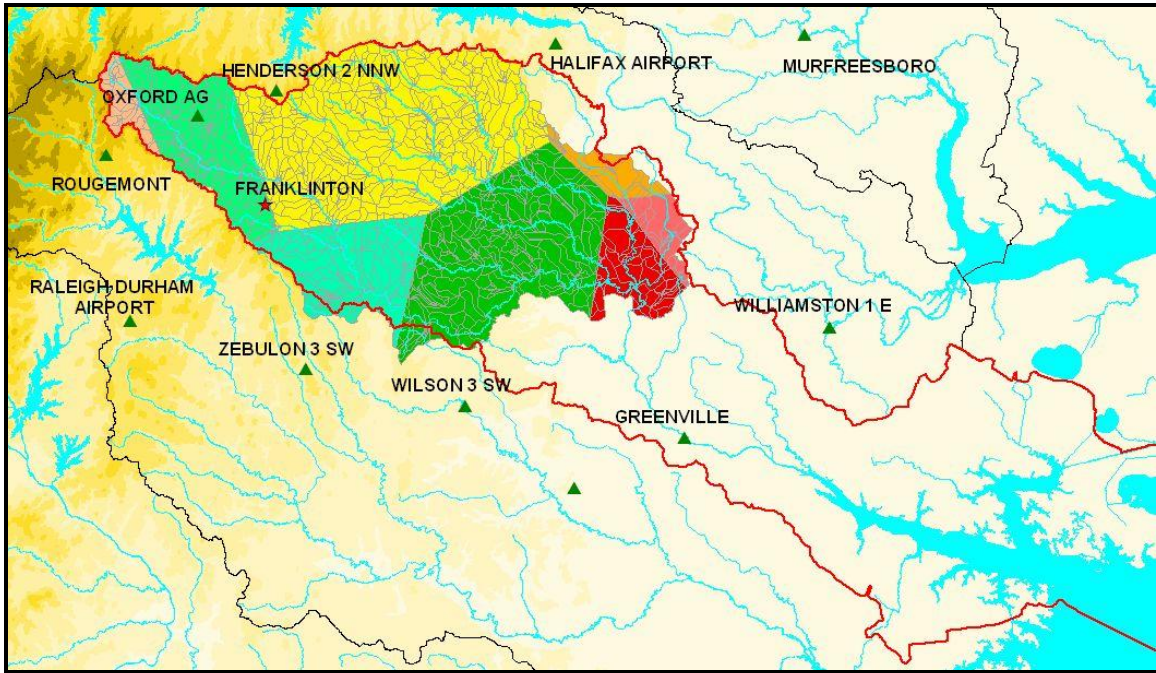 HALIFAX AIRPORT
MURFREESBORO
HENDERSON 2 NNW
OXFORD AG
ROUGEMONT
FRANKLINTON
RALEIGH DURHAM
AIRPORT
WILLIAMSTON 1 E
ZEBULON 3 SW
WILSON 3 SW
GREENVILLE